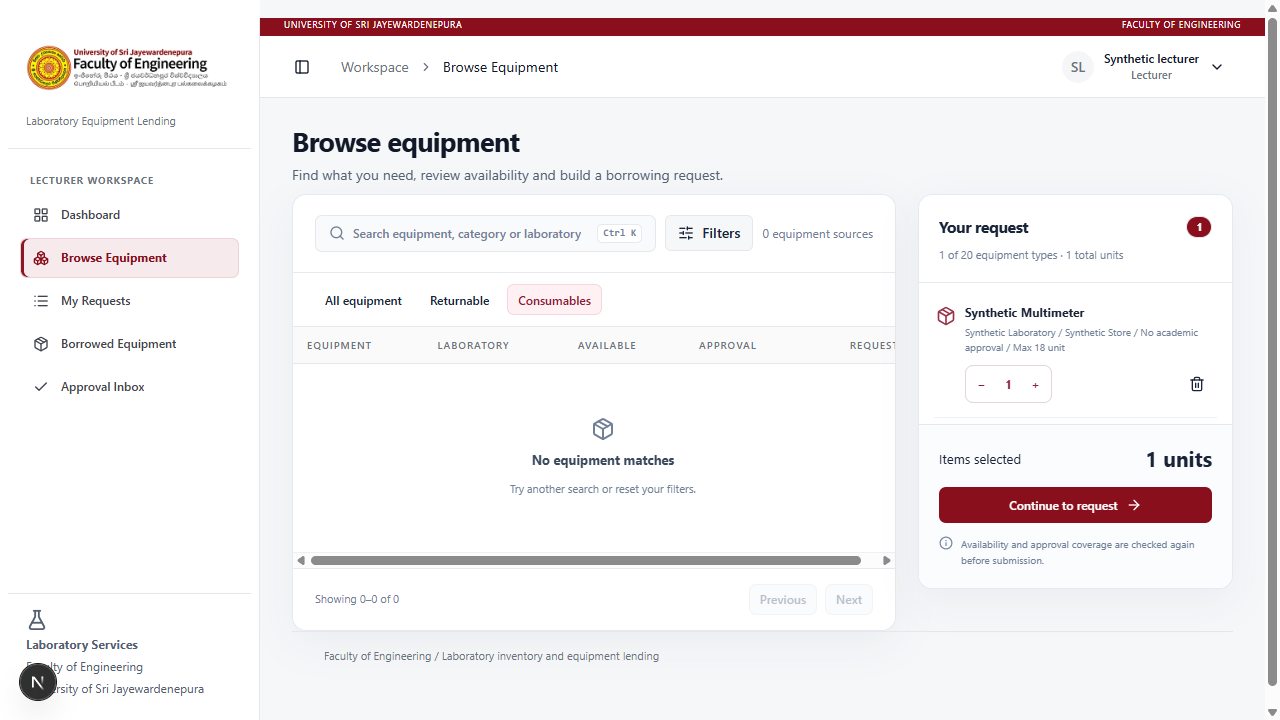 UNIVERSITY OF SRI JAYEWARDENEPURA
FACULTY OF ENGINEERING
University of Sri Jayewardenepura
Faculty of Engineering
Laboratory Equipment Lending
LECTURER WORKSPACE
Dashboard
Browse Equipment
My Requests
Borrowed Equipment
Approval Inbox
Laboratory Services
of Engineering
of Sri Jayewardenepura
N
Workspace > Browse Equipment
SL
Synthetic lecturer
Lecturer
Browse equipment
Find what you need, review availability and build a borrowing request.
Search equipment, category or laboratory Ctrl K
Filters
0 equipment sources
All equipment Returnable Consumables
EQUIPMENT LABORATORY AVAILABLE APPROVAL REQUEST
No equipment matches
Try another search or reset your filters.
Showing 0–0 of 0
Previous Next
Your request 1
1 of 20 equipment types · 1 total units
Synthetic Multimeter
Synthetic Laboratory / Synthetic Store / No academic
approval / Max 18 unit
− 1 +
Items selected 1 units
Continue to request →
Availability and approval coverage are checked again
before submission.
Faculty of Engineering / Laboratory inventory and equipment lending